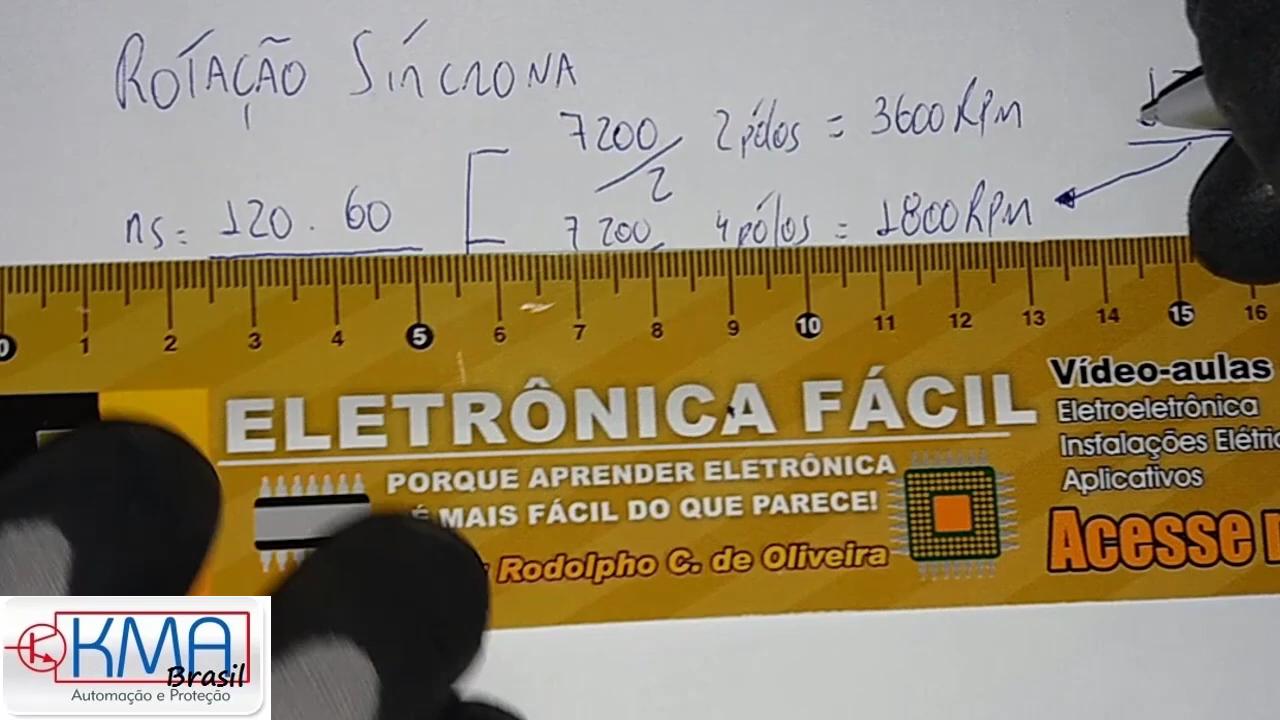 ROTAÇÃO SÍNCRONA
7200/2 2 pólos = 3600 RPM
ns = 120 . 60
7200 4 pólos = 1800 RPM
0 1 2 3 4 5 6 7 8 9 10 11 12 13 14 15 16
ELETRÔNICA FÁCIL
PORQUE APRENDER ELETRÔNICA
É MAIS FÁCIL DO QUE PARECE!
Rodolpho C. de Oliveira
Vídeo-aulas
Eletroeletrônica
Instalações
Aplicativos
Acesse
KMA
Brasil
Automação e Proteção